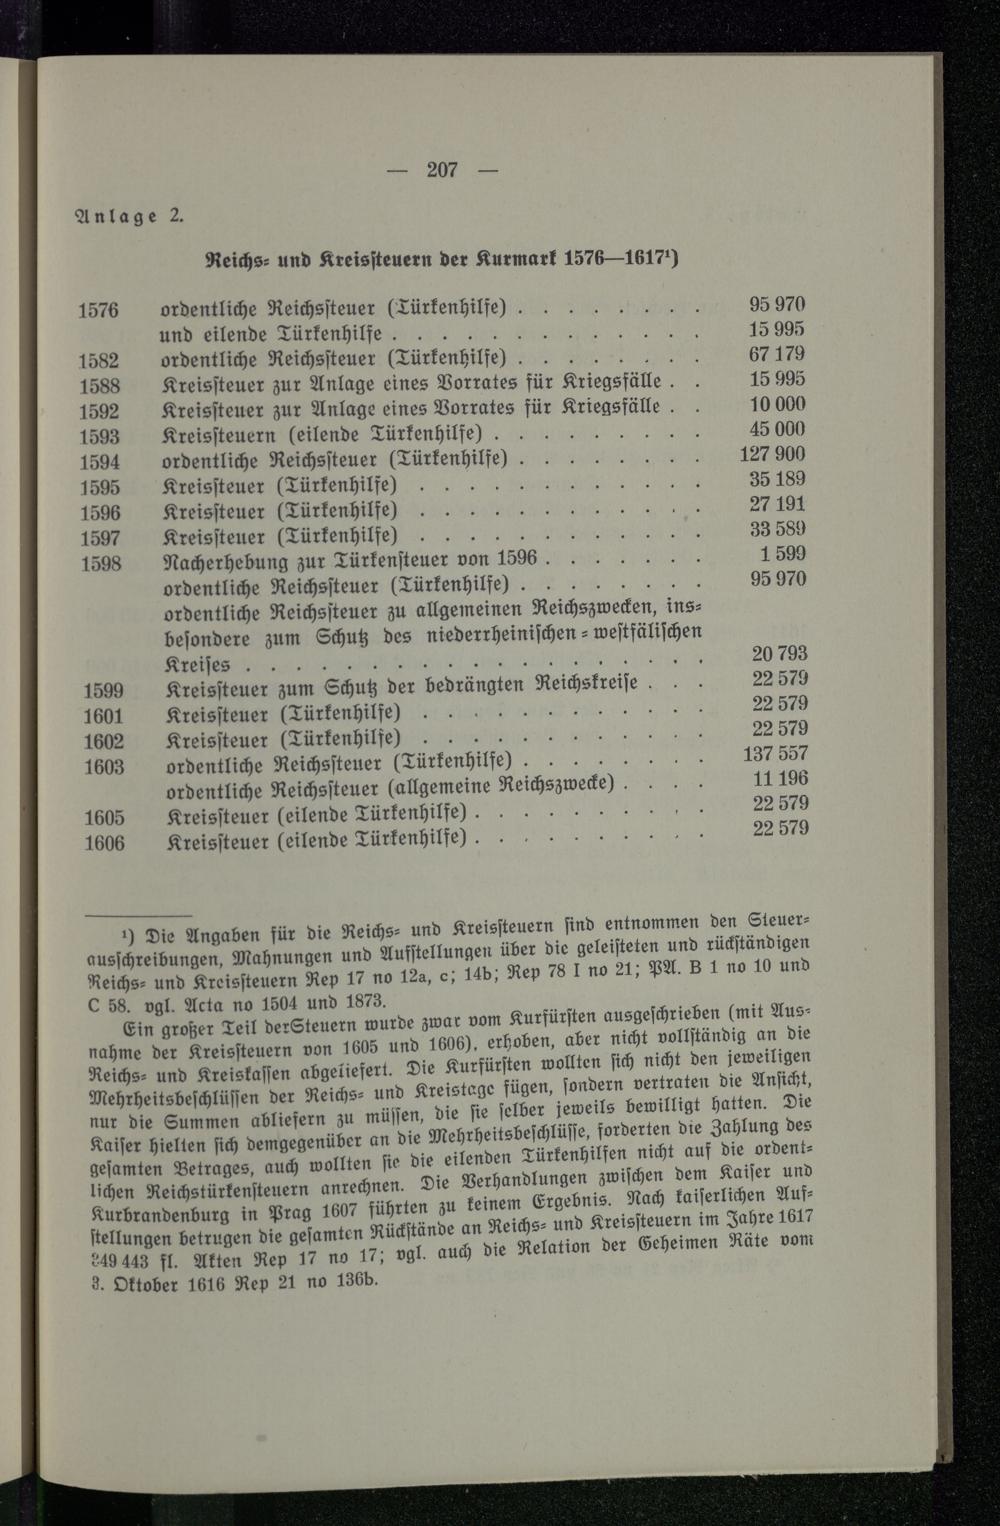 — 207 —
Anlage 2.
Reichs- und Kreissteuern der Kurmark 1576—1617¹)
1576 ordentliche Reichssteuer (Türkenhilfe) . . . . . . . . 95 970
und eilende Türkenhilfe . . . . . . . . . . . . . 15 995
1582 ordentliche Reichssteuer (Türkenhilfe) . . . . . . . . 67 179
1588 Kreissteuer zur Anlage eines Vorrates für Kriegsfälle . . 15 995
1592 Kreissteuer zur Anlage eines Vorrates für Kriegsfälle . . 10 000
1593 Kreissteuern (eilende Türkenhilfe) . . . . . . . . . 45 000
1594 ordentliche Reichssteuer (Türkenhilfe) . . . . . . . . 127 900
1595 Kreissteuer (Türkenhilfe) . . . . . . . . . . . . 35 189
1596 Kreissteuer (Türkenhilfe) . . . . . . . . . . . . 27 191
1597 Kreissteuer (Türkenhilfe) . . . . . . . . . . . . 33 589
1598 Nacherhebung zur Türkensteuer von 1596 . . . . . . . 1 599
ordentliche Reichssteuer (Türkenhilfe) . . . . . . . . 95 970
ordentliche Reichssteuer zu allgemeinen Reichszwecken, ins-
besondere zum Schutz des niederrheinischen-westfälischen
Kreises . . . . . . . . . . . . . . . . . . . 20 793
1599 Kreissteuer zum Schutz der bedrängten Reichskreise . . . 22 579
1601 Kreissteuer (Türkenhilfe) . . . . . . . . . . . . 22 579
1602 Kreissteuer (Türkenhilfe) . . . . . . . . . . . . 22 579
1603 ordentliche Reichssteuer (Türkenhilfe) . . . . . . . . 137 557
ordentliche Reichssteuer (allgemeine Reichszwecke) . . . . 11 196
1605 Kreissteuer (eilende Türkenhilfe) . . . . . . . . . . 22 579
1606 Kreissteuer (eilende Türkenhilfe) . . . . . . . . . . 22 579
¹) Die Angaben für die Reichs- und Kreissteuern sind entnommen den Steuer-
ausschreibungen, Mahnungen und Aufstellungen über die geleisteten und rückständigen
Reichs- und Kreissteuern Rep 17 no 12a, c; 14b; Rep 78 I no 21; PA. B 1 no 10 und
C 58. vgl. Acta no 1504 und 1873.
Ein großer Teil derSteuern wurde zwar vom Kurfürsten ausgeschrieben (mit Aus-
nahme der Kreissteuern von 1605 und 1606), erhoben, aber nicht vollständig an die
Reichs- und Kreiskassen abgeliefert. Die Kurfürsten wollten sich nicht den jeweiligen
Mehrheitsbeschlüssen der Reichs- und Kreistage fügen, sondern vertraten die Ansicht,
nur die Summen abliefern zu müssen, die sie selber jeweils bewilligt hatten. Die
Kaiser hielten sich demgegenüber an die Mehrheitsbeschlüsse, forderten die Zahlung des
gesamten Betrages, auch wollten sie die eilenden Türkenhilfen nicht auf die ordent-
lichen Reichstürkensteuern anrechnen. Die Verhandlungen zwischen dem Kaiser und
Kurbrandenburg in Prag 1607 führten zu keinem Ergebnis. Nach kaiserlichen Auf-
stellungen betrugen die gesamten Rückstände an Reichs- und Kreissteuern im Jahre 1617
fl. Akten Rep 17 no 17; vgl. auch die Relation der Geheimen Räte vom
3. Oktober 1616 Rep 21 no 136b.